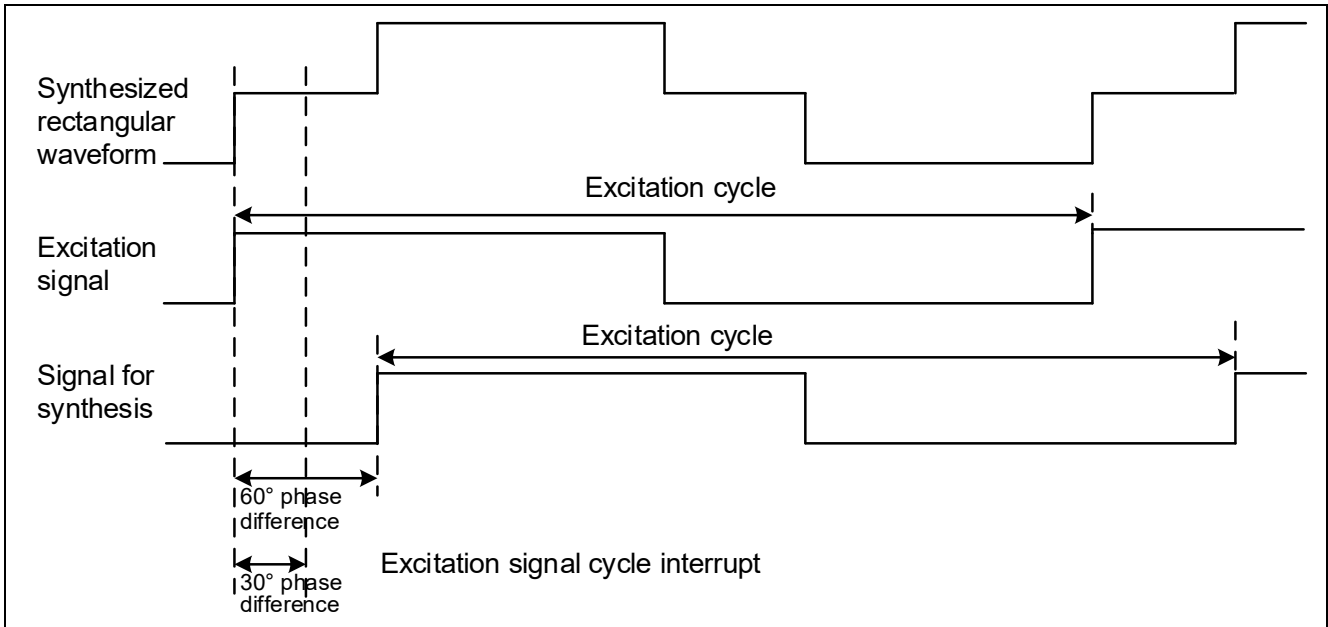 Synthesized
rectangular
waveform
Excitation cycle
Excitation
signal
Excitation cycle
Signal for
synthesis
60° phase
difference
Excitation signal cycle interrupt
30° phase
difference